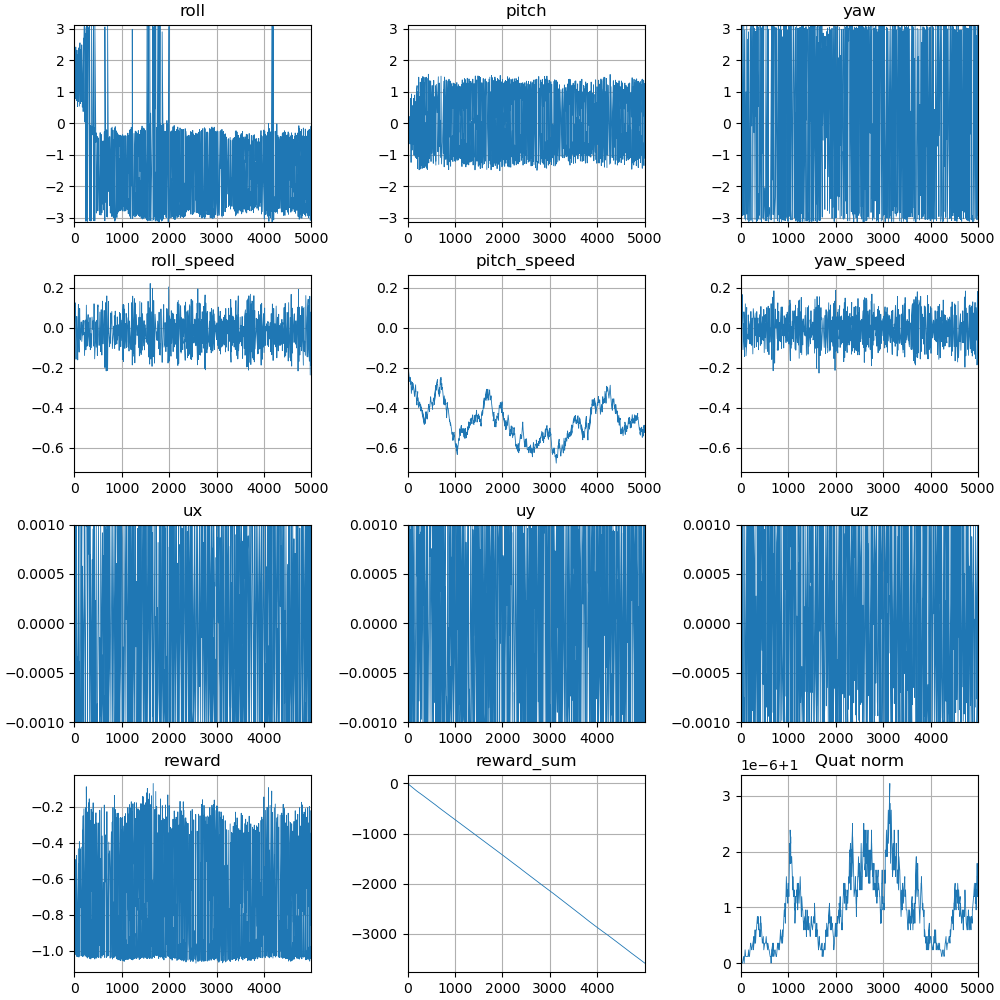 roll pitch yaw
3 3 3
2 2 2
1 1 1
0 0 0
−1 −1 −1
−2 −2 −2
−3 −3 −3
0 1000 2000 3000 4000 5000 0 1000 2000 3000 4000 5000 0 1000 2000 3000 4000 5000
roll_speed pitch_speed yaw_speed
0.2 0.2 0.2
0.0 0.0 0.0
−0.2 −0.2 −0.2
−0.4 −0.4 −0.4
−0.6 −0.6 −0.6
0 1000 2000 3000 4000 5000 0 1000 2000 3000 4000 5000 0 1000 2000 3000 4000 5000
ux uy uz
0.0010 0.0010 0.0010
0.0005 0.0005 0.0005
0.0000 0.0000 0.0000
−0.0005 −0.0005 −0.0005
−0.0010 −0.0010 −0.0010
0 1000 2000 3000 4000 0 1000 2000 3000 4000 0 1000 2000 3000 4000
reward reward_sum 1e−6+1 Quat norm
−0.2 0 3
−0.4 −1000 2
−0.6 −2000 1
−0.8 −3000 0
−1.0
0 1000 2000 3000 4000 5000 1000 2000 3000 4000 0 1000 2000 3000 4000 5000